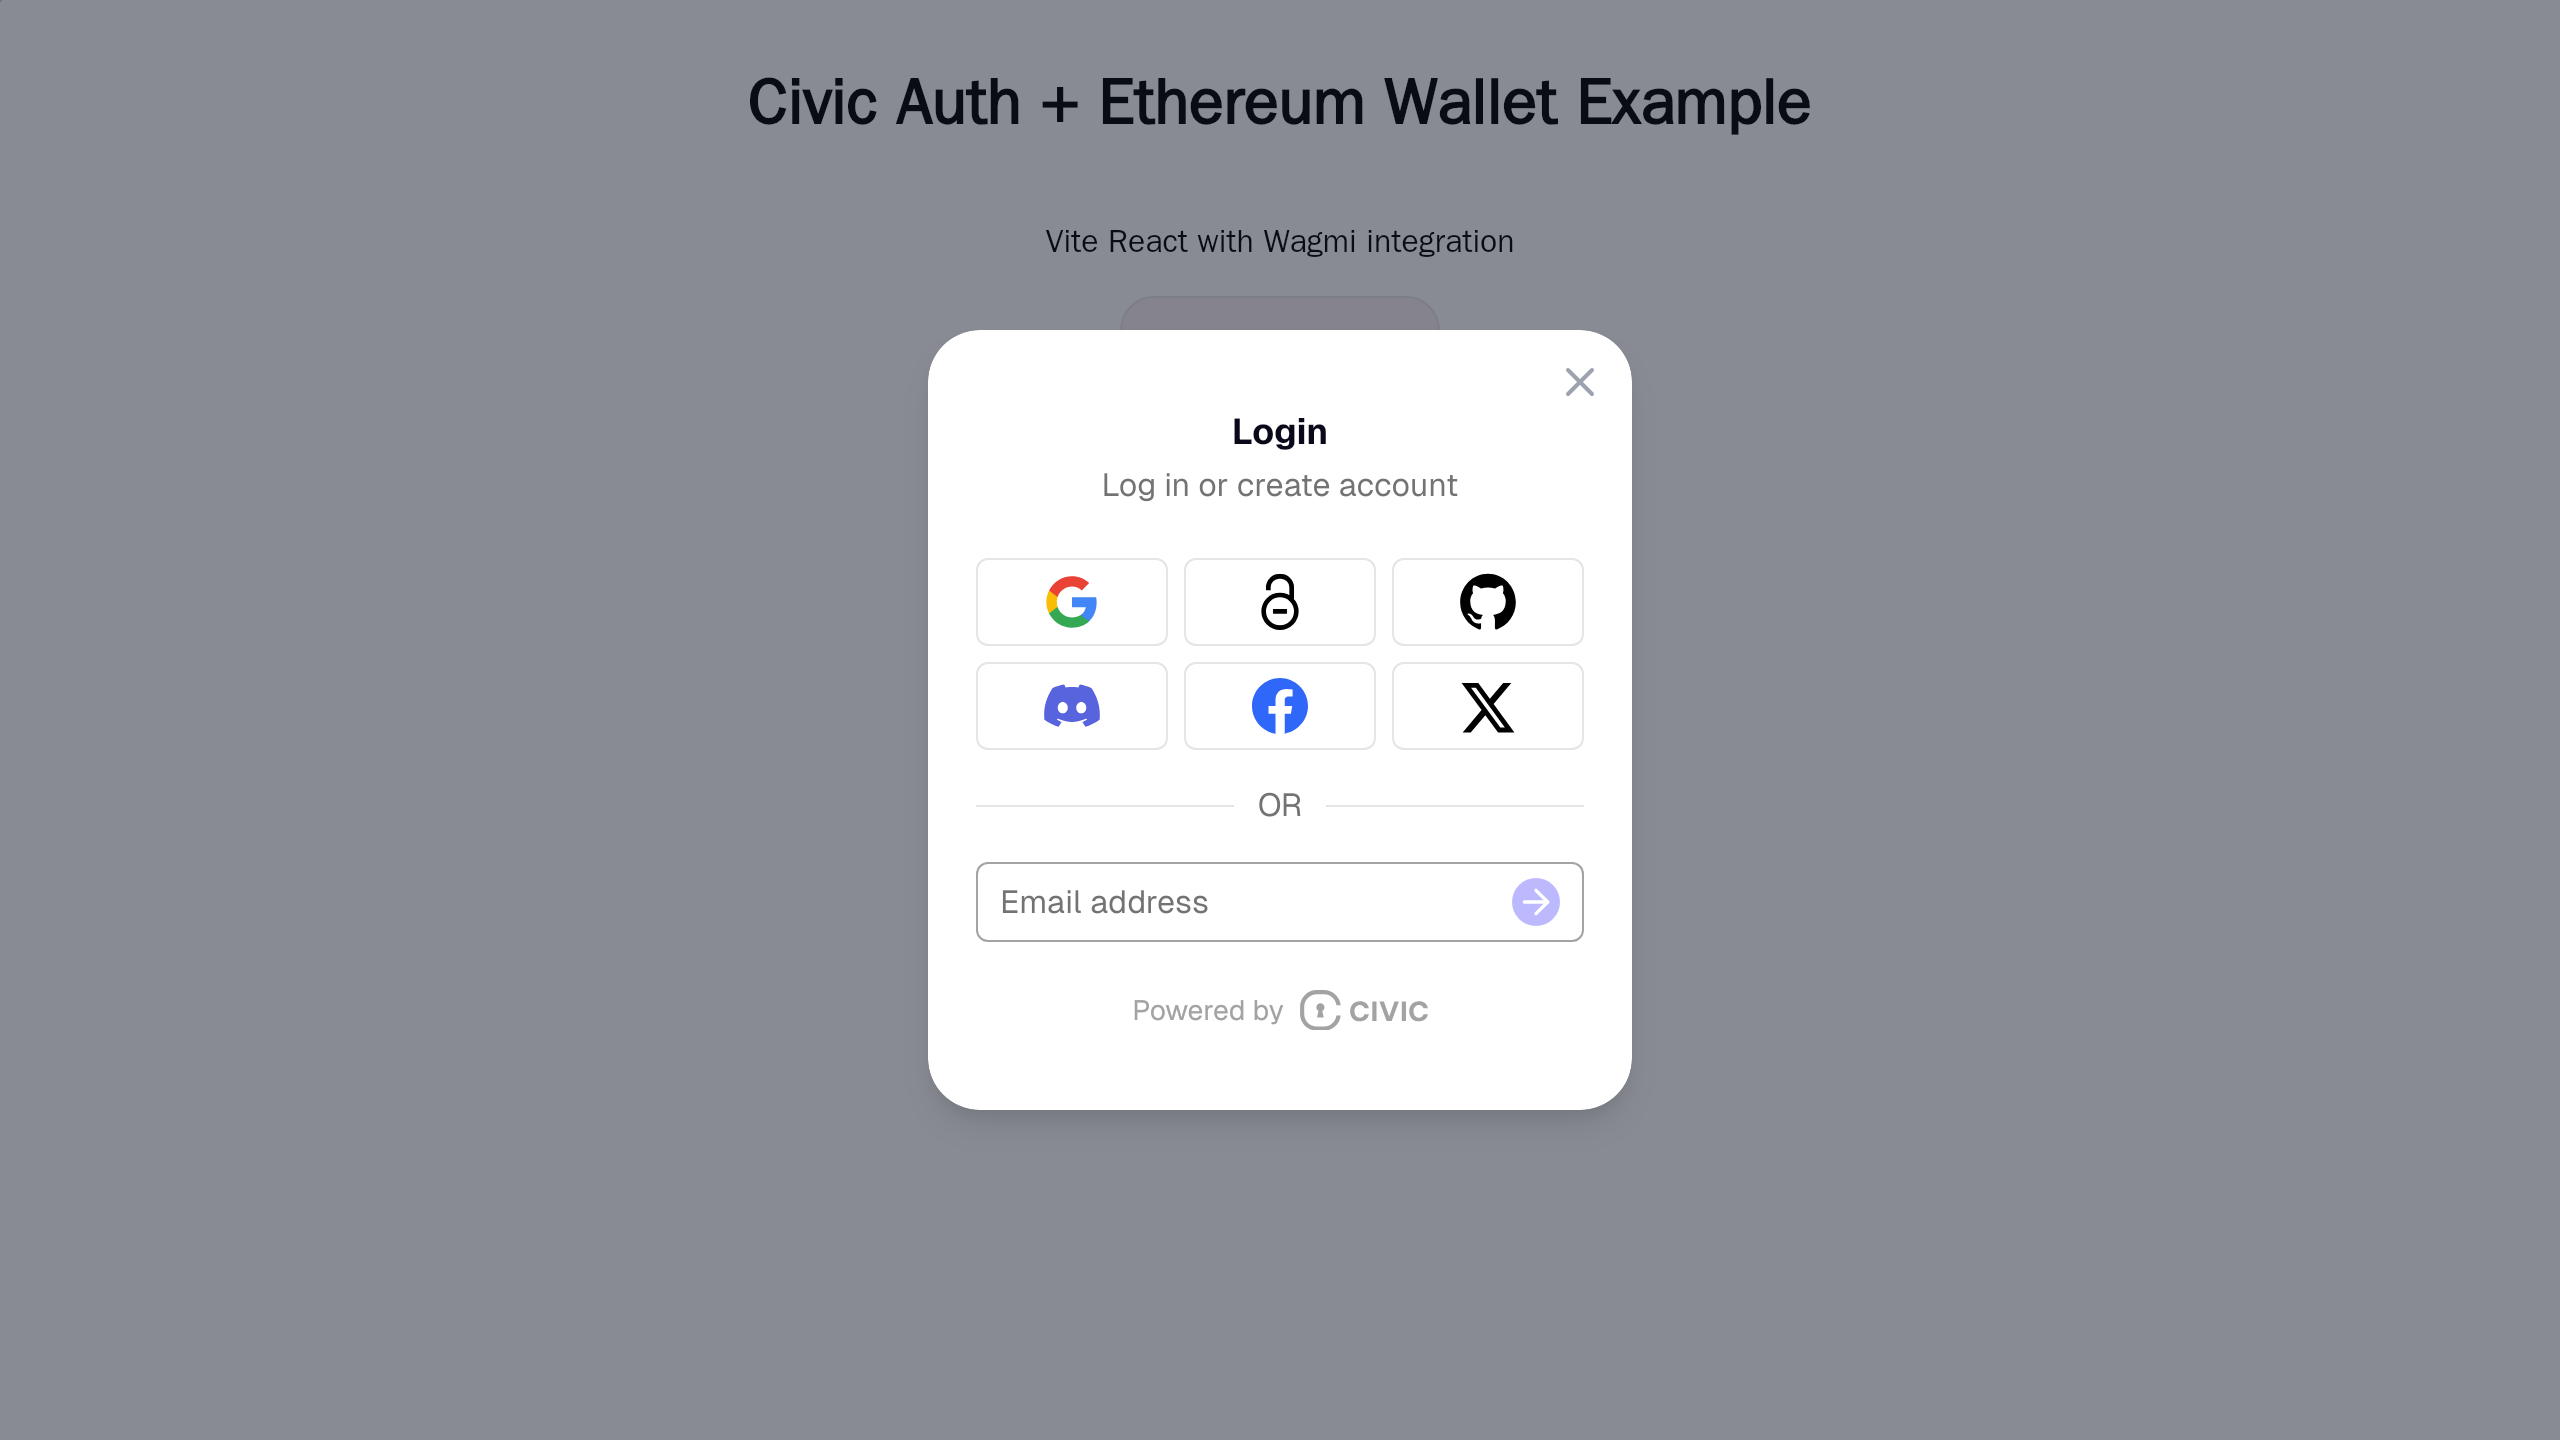 Civic Auth + Ethereum Wallet Example
Vite React with Wagmi integration
Login
Log in or create account
OR
Email address
Powered by CIVIC